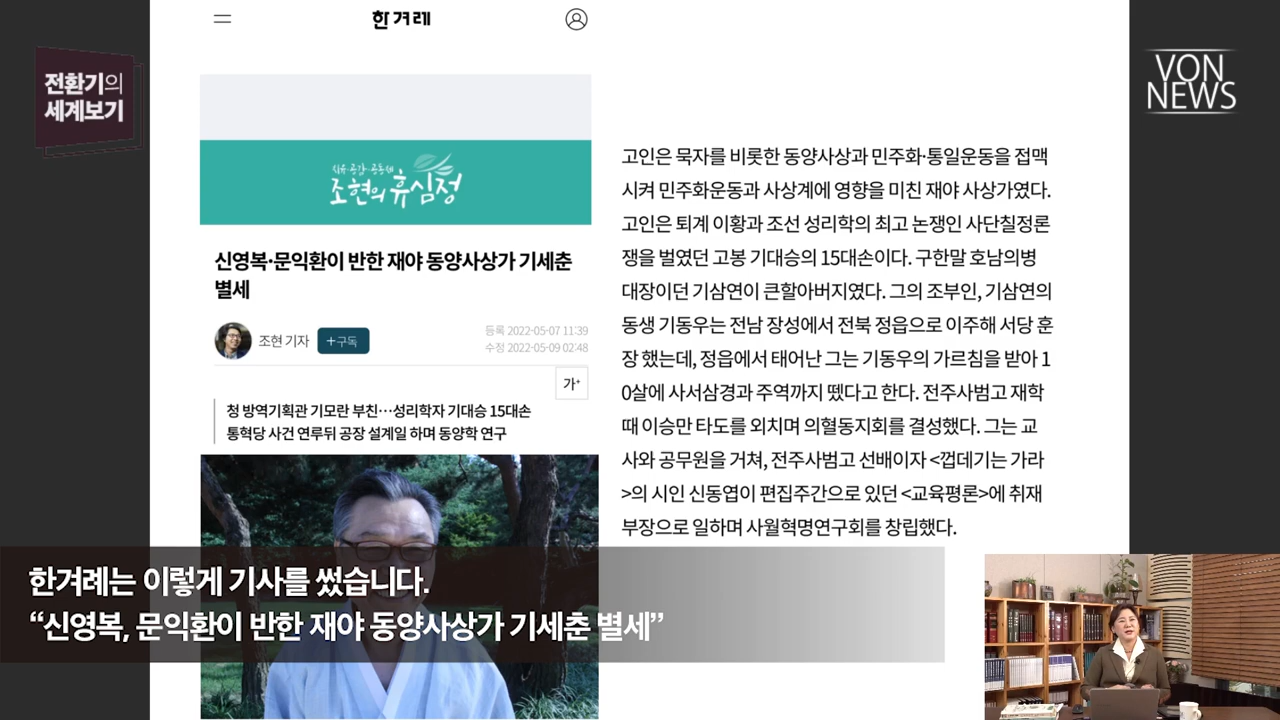 한겨레
전환기의
세계보기
VON
NEWS
치유·공감·공동체
조현의 휴심정
신영복·문익환이 반한 재야 동양사상가 기세춘
별세
조현 기자
+구독
등록 2022-05-07 11:39
수정 2022-05-09 02:48
가+
청 방역기획관 기모란 부친…성리학자 기대승 15대손
통혁당 사건 연루뒤 공장 설계일 하며 동양학 연구
고인은 묵자를 비롯한 동양사상과 민주화·통일운동을 접맥
시켜 민주화운동과 사상계에 영향을 미친 재야 사상가였다.
고인은 퇴계 이황과 조선 성리학의 최고 논쟁인 사단칠정론
쟁을 벌였던 고봉 기대승의 15대손이다. 구한말 호남의병
대장이던 기삼연이 큰할아버지였다. 그의 조부인, 기삼연의
동생 기동우는 전남 장성에서 전북 정읍으로 이주해 서당 훈
장 했는데, 정읍에서 태어난 그는 기동우의 가르침을 받아 1
0살에 사서삼경과 주역까지 뗐다고 한다. 전주사범고 재학
때 이승만 타도를 외치며 의혈동지회를 결성했다. 그는 교
사와 공무원을 거쳐, 전주사범고 선배이자 <껍데기는 가라
>의 시인 신동엽이 편집주간으로 있던 <교육평론>에 취재
부장으로 일하며 사월혁명연구회를 창립했다.
한겨레는 이렇게 기사를 썼습니다.
“신영복, 문익환이 반한 재야 동양사상가 기세춘 별세”